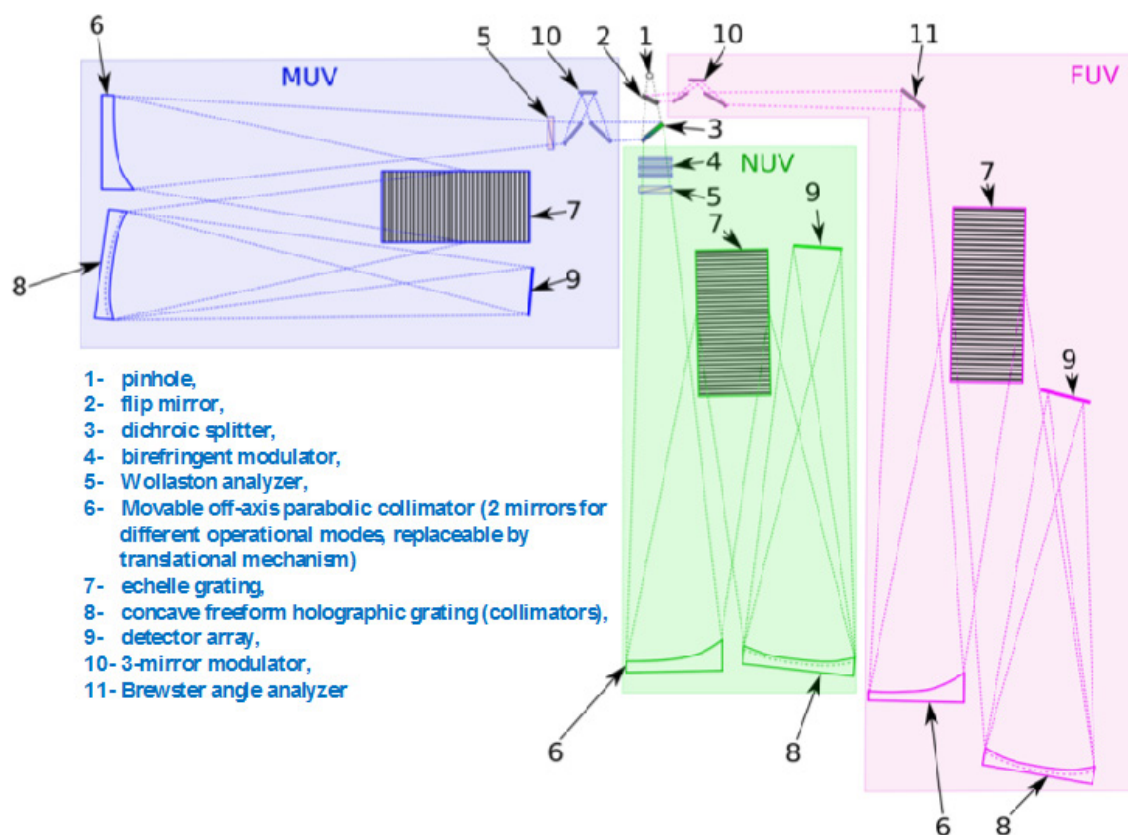 6
5
10
2
1
10
11
MUV
FUV
3
4
NUV
5
7
7
9
7
8
9
9
1- pinhole,
2- flip mirror,
3- dichroic splitter,
4- birefringent modulator,
5- Wollaston analyzer,
6- Movable off-axis parabolic collimator (2 mirrors for
different operational modes, replaceable by
translational mechanism)
7- echelle grating,
8- concave freeform holographic grating (collimators),
9- detector array,
10- 3-mirror modulator,
11- Brewster angle analyzer
6
8
6
8